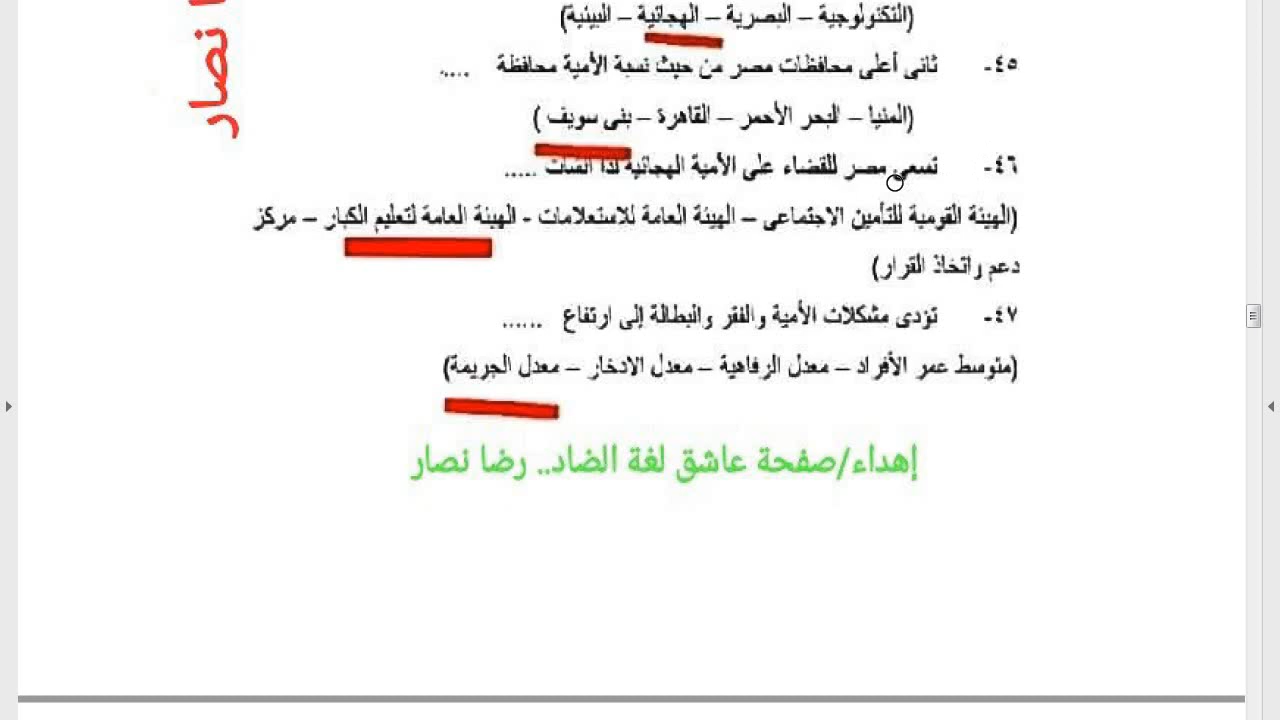 (التكنولوجية – البصرية – الهجائية – البيئية)
٤٥- ثانى أعلى محافظات مصر من حيث نسبة الأمية محافظة ....
(المنيا – البحر الأحمر – القاهرة – بنى سويف )
٤٦- تسعى مصر للقضاء على الأمية الهجائية لذا أنشأت .....
(الهيئة القومية للتأمين الاجتماعى – الهيئة العامة للاستعلامات - الهيئة العامة لتعليم الكبار – مركز
دعم واتخاذ القرار)
٤٧- تؤدى مشكلات الأمية والفقر والبطالة إلى ارتفاع ......
(متوسط عمر الأفراد – معدل الرفاهية – معدل الادخار – معدل الجريمة)
إهداء/صفحة عاشق لغة الضاد.. رضا نصار
نصار